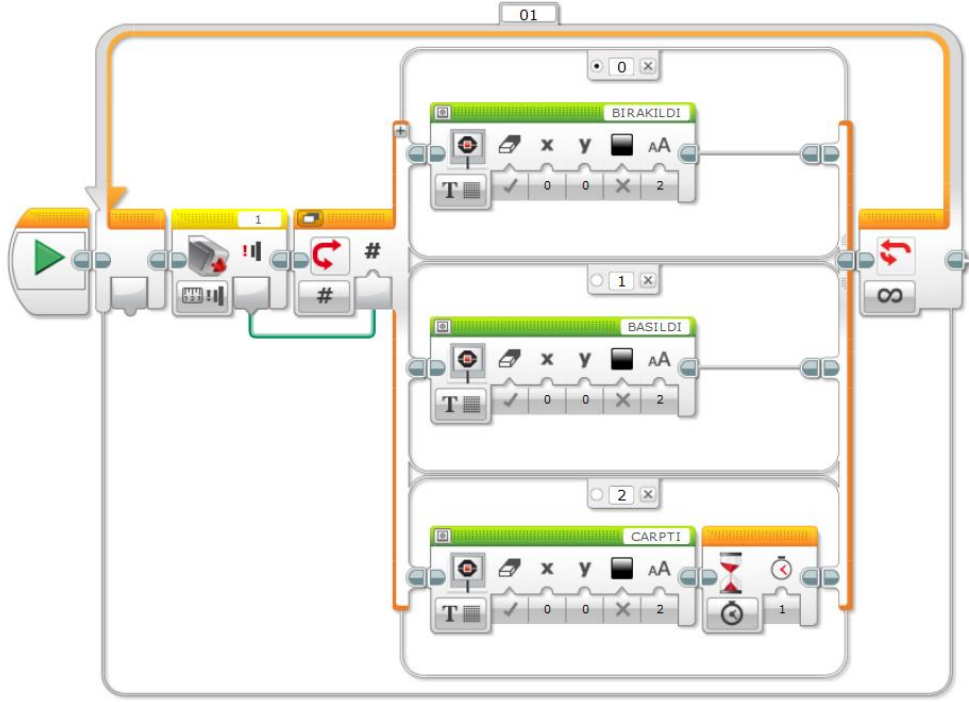 01
0
BIRAKILDI
x y AA
T 0 0 2
1
#
#
∞
1
BASILDI
x y AA
T 0 0 2
2
CARPTI
x y AA
T 0 0 2
1